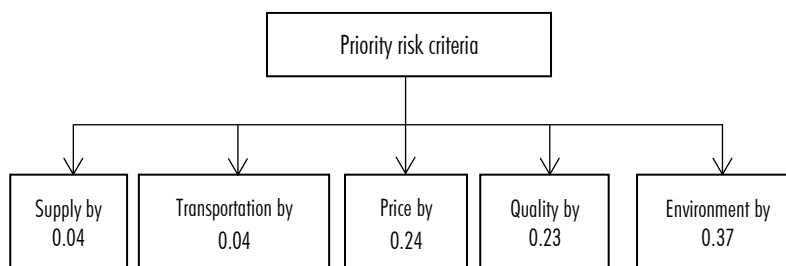 Priority risk criteria
Supply by
0.04
Transportation by
0.04
Price by
0.24
Quality by
0.23
Environment by
0.37